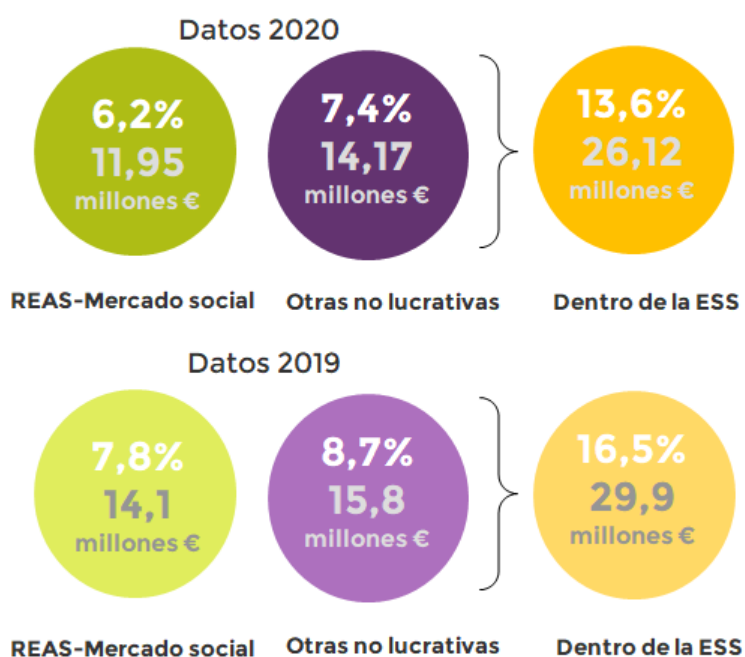 Datos 2020
6,2%
11,95
millones €
7,4%
14,17
millones €
13,6%
26,12
millones €
REAS-Mercado social
Otras no lucrativas
Dentro de la ESS
Datos 2019
7,8%
14,1
millones €
8,7%
15,8
millones €
16,5%
29,9
millones €
REAS-Mercado social
Otras no lucrativas
Dentro de la ESS